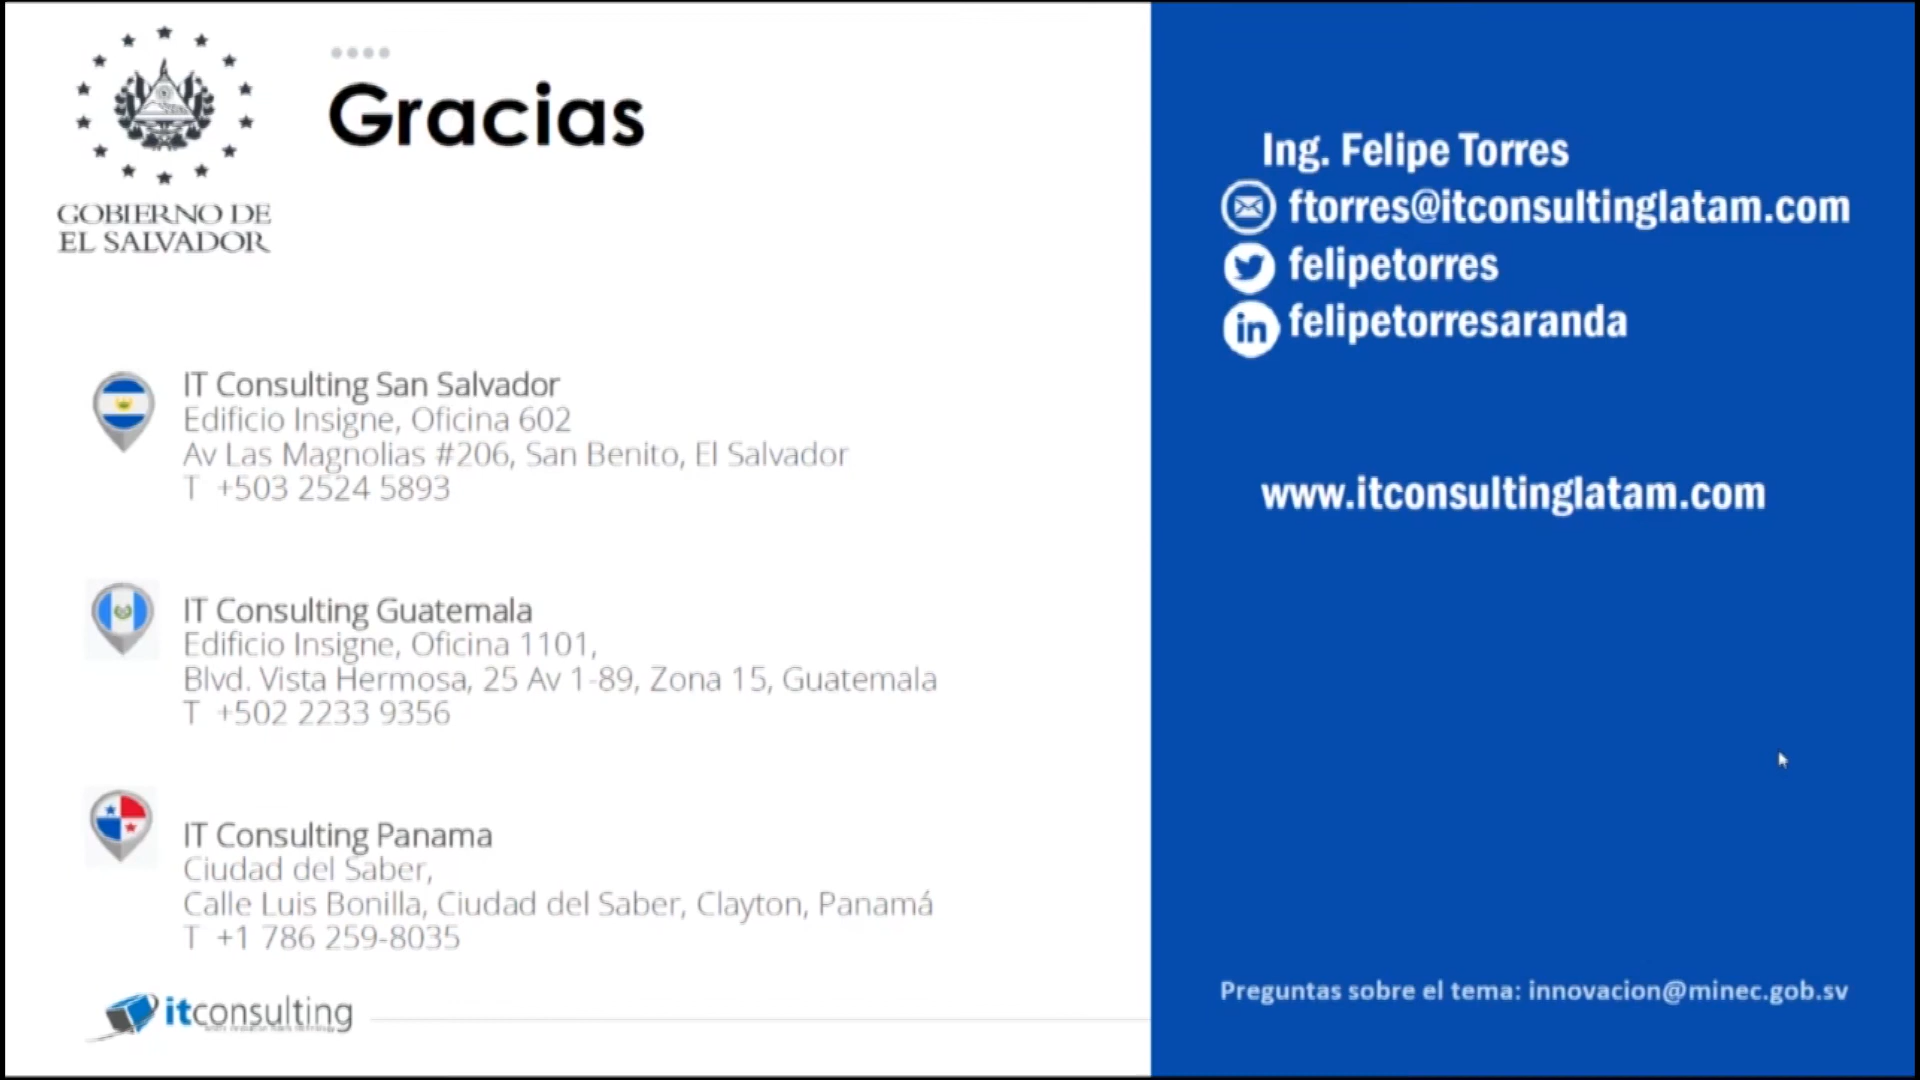 GOBIERNO DE
EL SALVADOR
Gracias
IT Consulting San Salvador
Edificio Insigne, Oficina 602
Av Las Magnolias #206, San Benito, El Salvador
T +503 2524 5893
IT Consulting Guatemala
Edificio Insigne, Oficina 1101,
Blvd. Vista Hermosa, 25 Av 1-89, Zona 15, Guatemala
T +502 2233 9356
IT Consulting Panama
Ciudad del Saber,
Calle Luis Bonilla, Ciudad del Saber, Clayton, Panamá
T +1 786 259-8035
itconsulting
Ing. Felipe Torres
ftorres@itconsultinglatam.com
felipetorres
in felipetorresaranda
www.itconsultinglatam.com
Preguntas sobre el tema: innovacion@minec.gob.sv